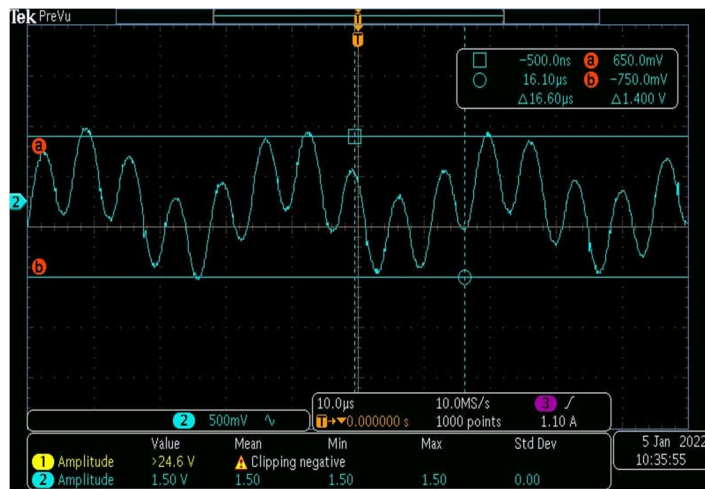 Tek PreVu
T
T
-500.0ns a 650.0mV
16.10µs b -750.0mV
Δ16.60µs Δ1.400 V
a
2
b
2 500mV
10.0µs 10.0MS/s 3
T→▼0.000000 s 1000 points 1.10 A
Value Mean Min Max Std Dev
1 Amplitude >24.6 V Clipping negative
2 Amplitude 1.50 V 1.50 1.50 1.50 0.00
5 Jan 2022
10:35:55